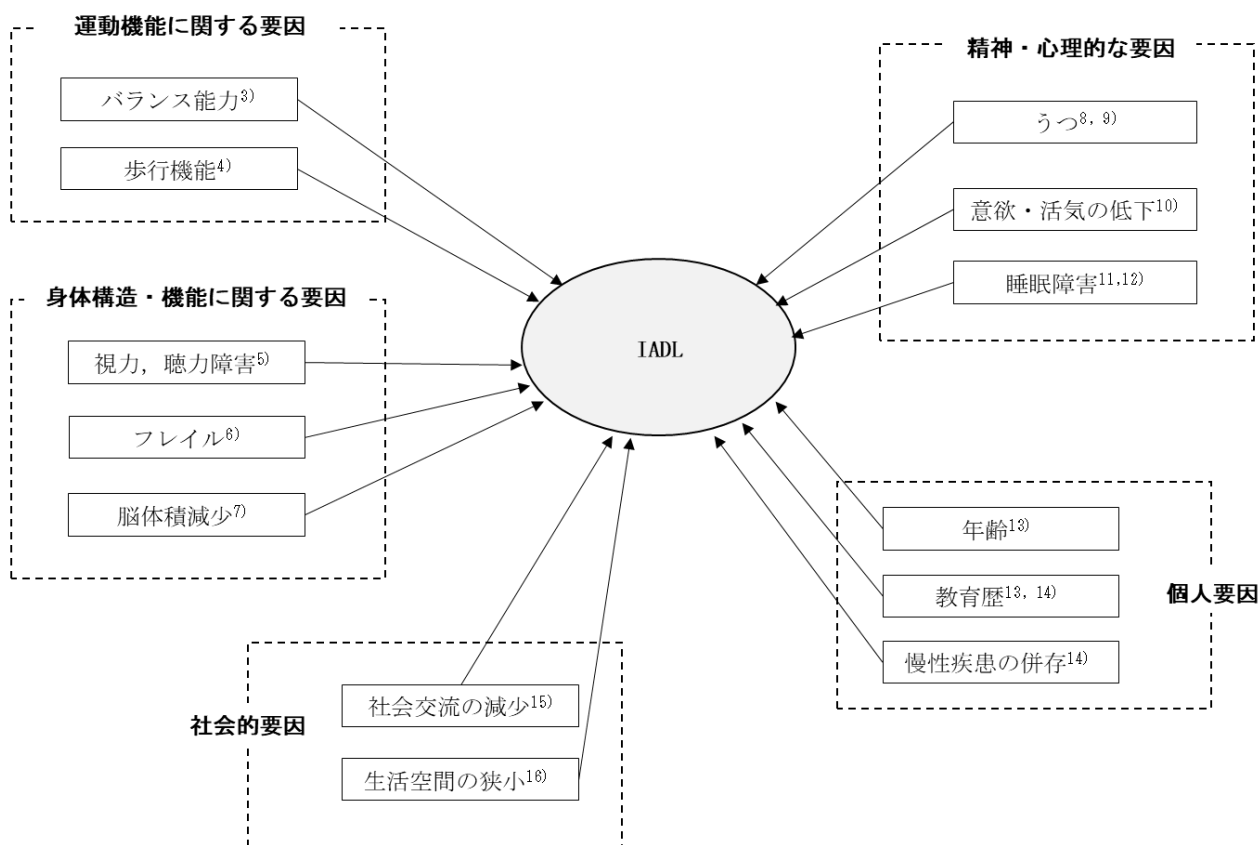 運動機能に関する要因
バランス能力3)
歩行機能4)
身体構造・機能に関する要因
視力，聴力障害5)
フレイル6)
脳体積減少7)
IADL
精神・心理的な要因
うつ8, 9)
意欲・活気の低下10)
睡眠障害11,12)
年齢13)
教育歴13, 14)
慢性疾患の併存14)
個人要因
社会的要因
社会交流の減少15)
生活空間の狭小16)